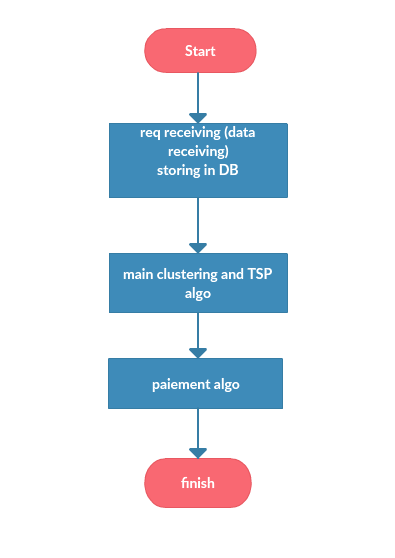 Start
req receiving (data
receiving)
storing in DB
main clustering and TSP
algo
paiement algo
finish